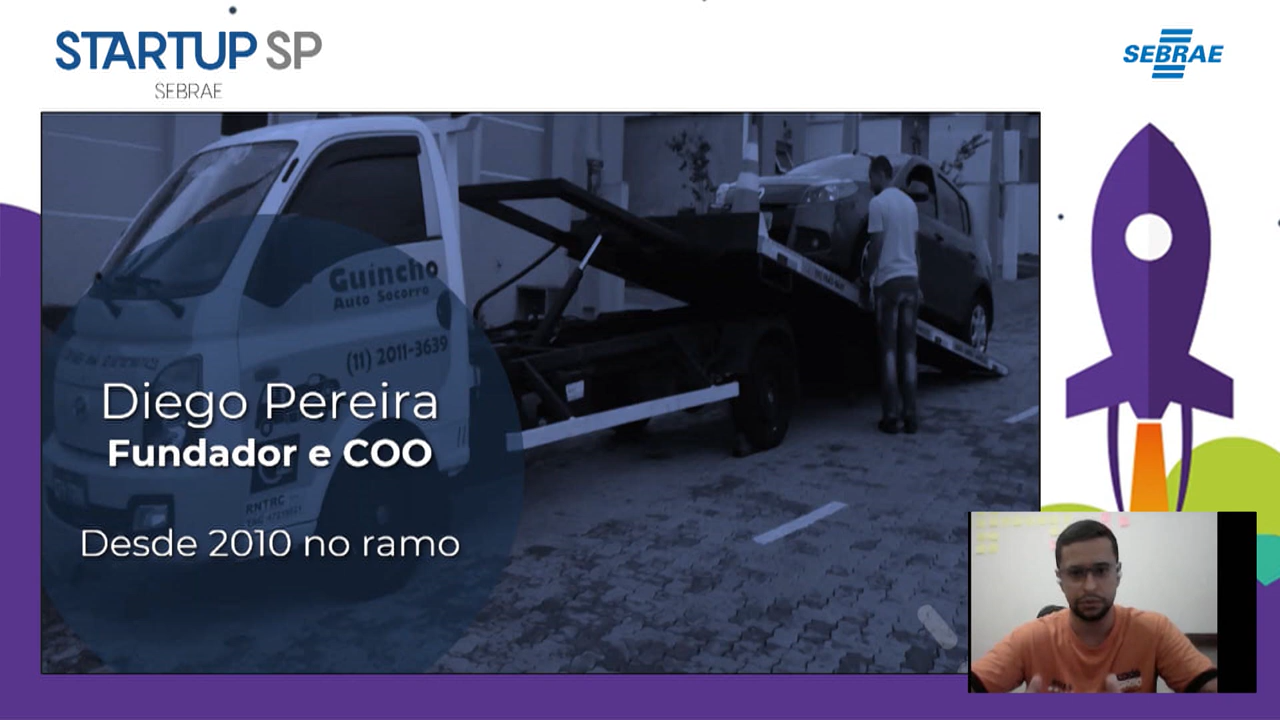 STARTUP SP
SEBRAE
SEBRAE
Guincho
Auto Socorro
(11) 2011-3639
Diego Pereira
Fundador e COO
RNTRC
Desde 2010 no ramo